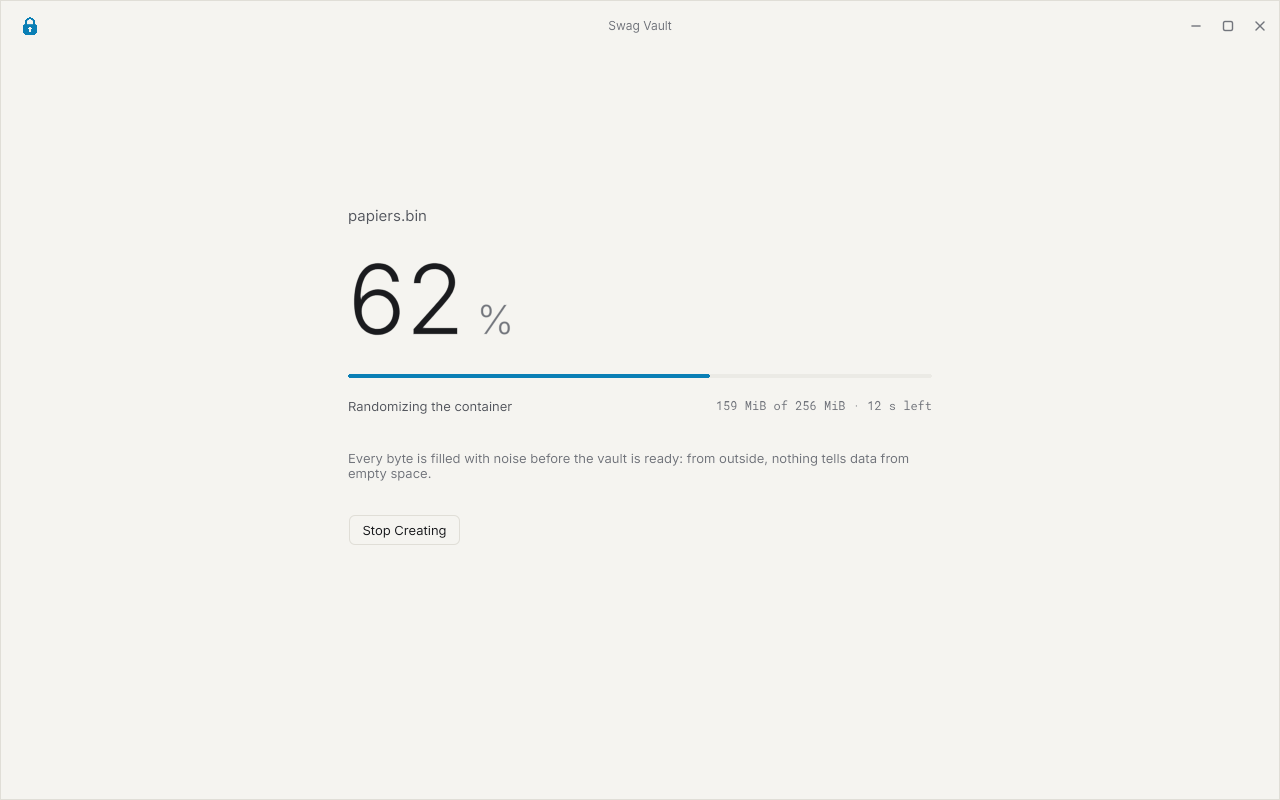 Swag Vault
papiers.bin
62 %
Randomizing the container
159 MiB of 256 MiB · 12 s left
Every byte is filled with noise before the vault is ready: from outside, nothing tells data from
empty space.
Stop Creating